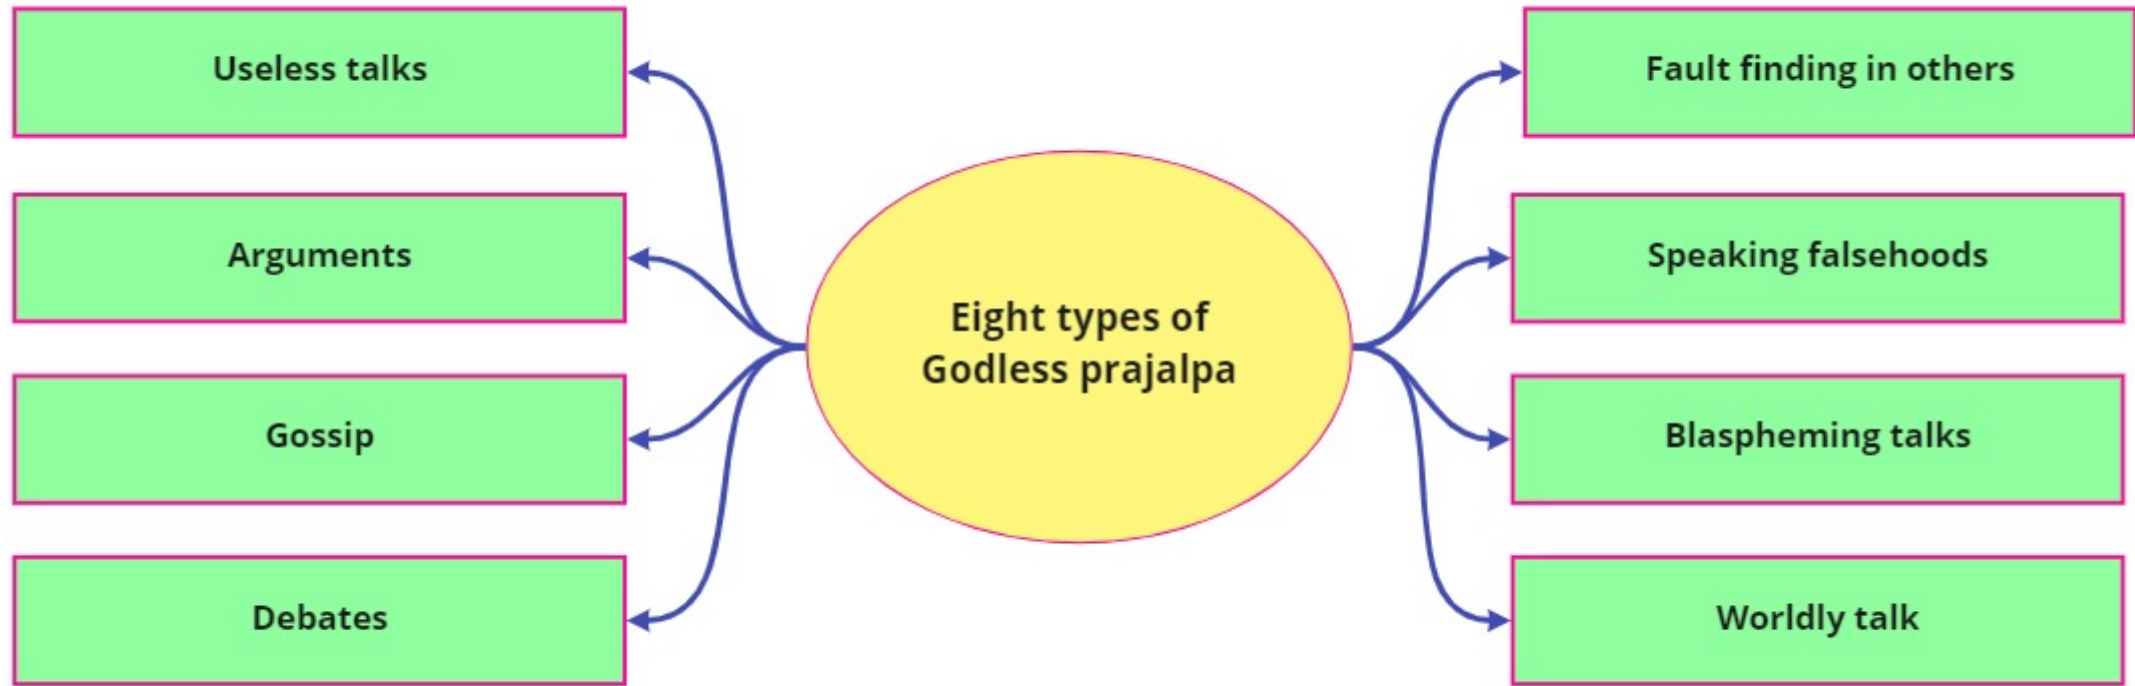 Useless talks
Arguments
Gossip
Debates
Eight types of
Godless prajalpa
Fault finding in others
Speaking falsehoods
Blaspheming talks
Worldly talk